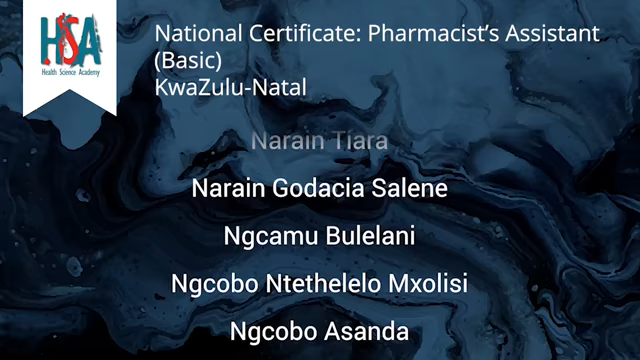 HSA
Health Science Academy
National Certificate: Pharmacist's Assistant
(Basic)
KwaZulu-Natal
Narain Tiara
Narain Godacia Salene
Ngcamu Bulelani
Ngcobo Ntethelelo Mxolisi
Ngcobo Asanda